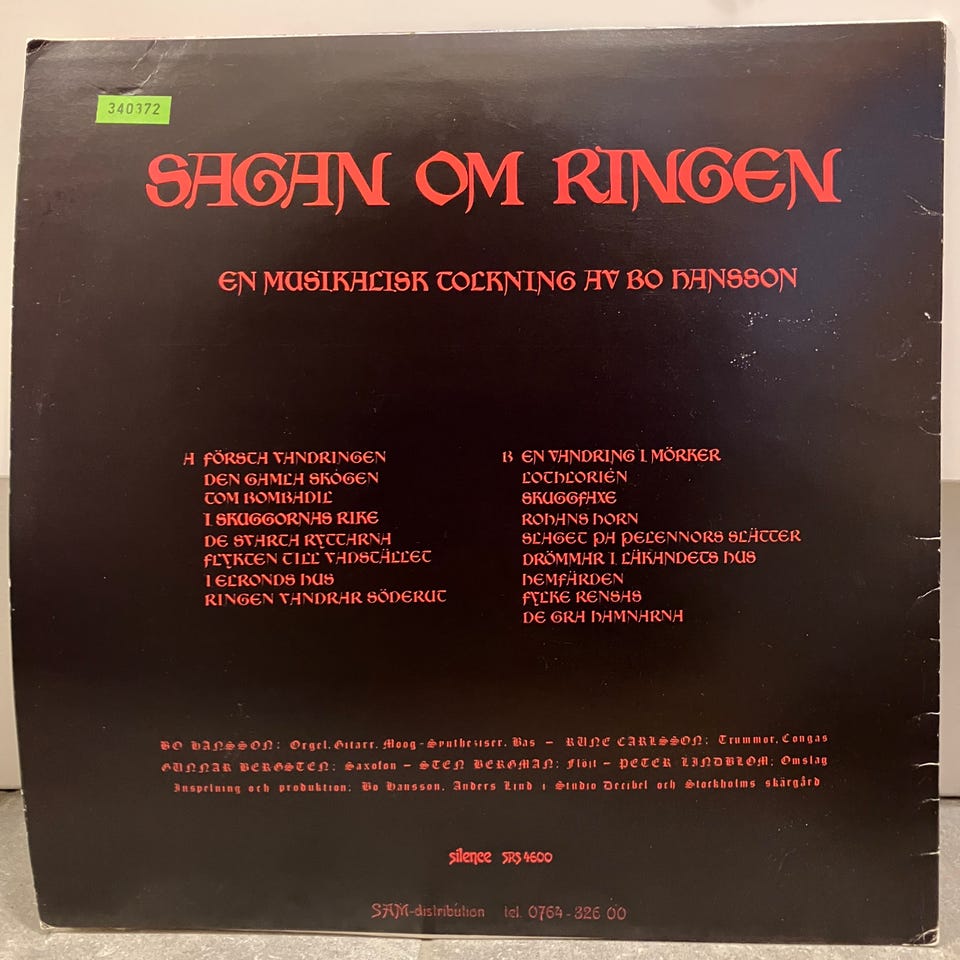 340372
SAGAN OM RINGEN
EN MUSIKALISK TOLKNING AV BO HANSSON
A FÖRSTA VANDRINGEN
DEN GAMLA SKOGEN
TOM BOMBADIL
I SKUGGORNAS RIKE
DE SVARTA RYTTARNA
FLYKTEN TILL VADSTÄLLET
I ELRONDS HUS
RINGEN VANDRAR SÖDERUT
B EN VANDRING I MÖRKER
LOTHLORIÉN
SKUGGFAXE
ROHANS HORN
SLAGET PA PELENNORS SLÄTTER
DRÖMMAR I LÄKANDETS HUS
HEMFÄRDEN
FYLKE RENSAS
DE GRA HAMNARNA
BO HANSSON: Orgel, Gitarr, Moog-Syntheziser, Bas – RUNE CARLSSON: Trummor, Congas
GUNNAR BERGSTEN: Saxofon – STEN BERGMAN: Flöjt – PETER LINDBLOM: Omslag
Inspelning och produktion: Bo Hansson, Anders Lind i Studio Decibel och Stockholms skärgård
silence SRS 4600
SAM-distribution tel. 0764-326 00